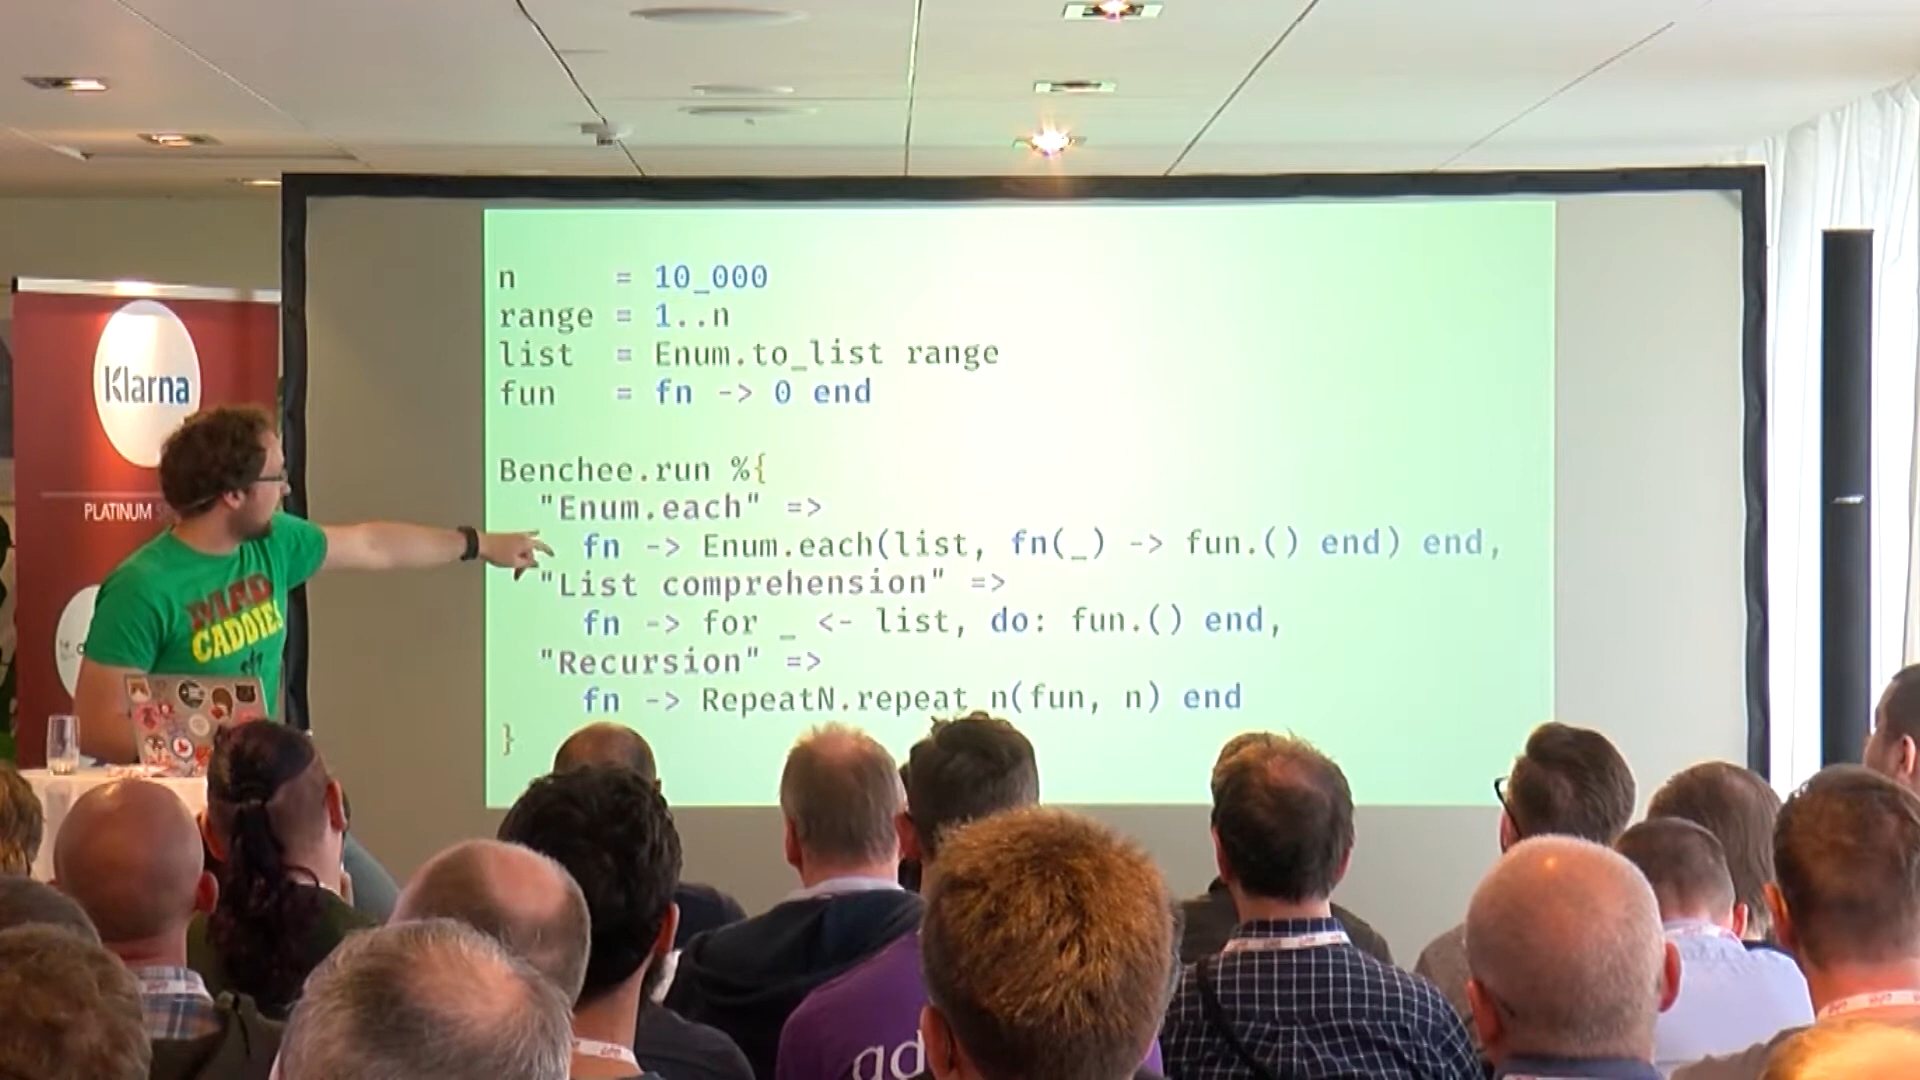 n     = 10_000
range = 1..n
list  = Enum.to_list range
fun   = fn -> 0 end
Benchee.run %{
  "Enum.each" =>
    fn -> Enum.each(list, fn(_) -> fun.() end) end,
  "List comprehension" =>
    fn -> for _ <- list, do: fun.() end,
  "Recursion" =>
    fn -> RepeatN.repeat_n(fun, n) end
}
Klarna
PLATINUM
CADDIES